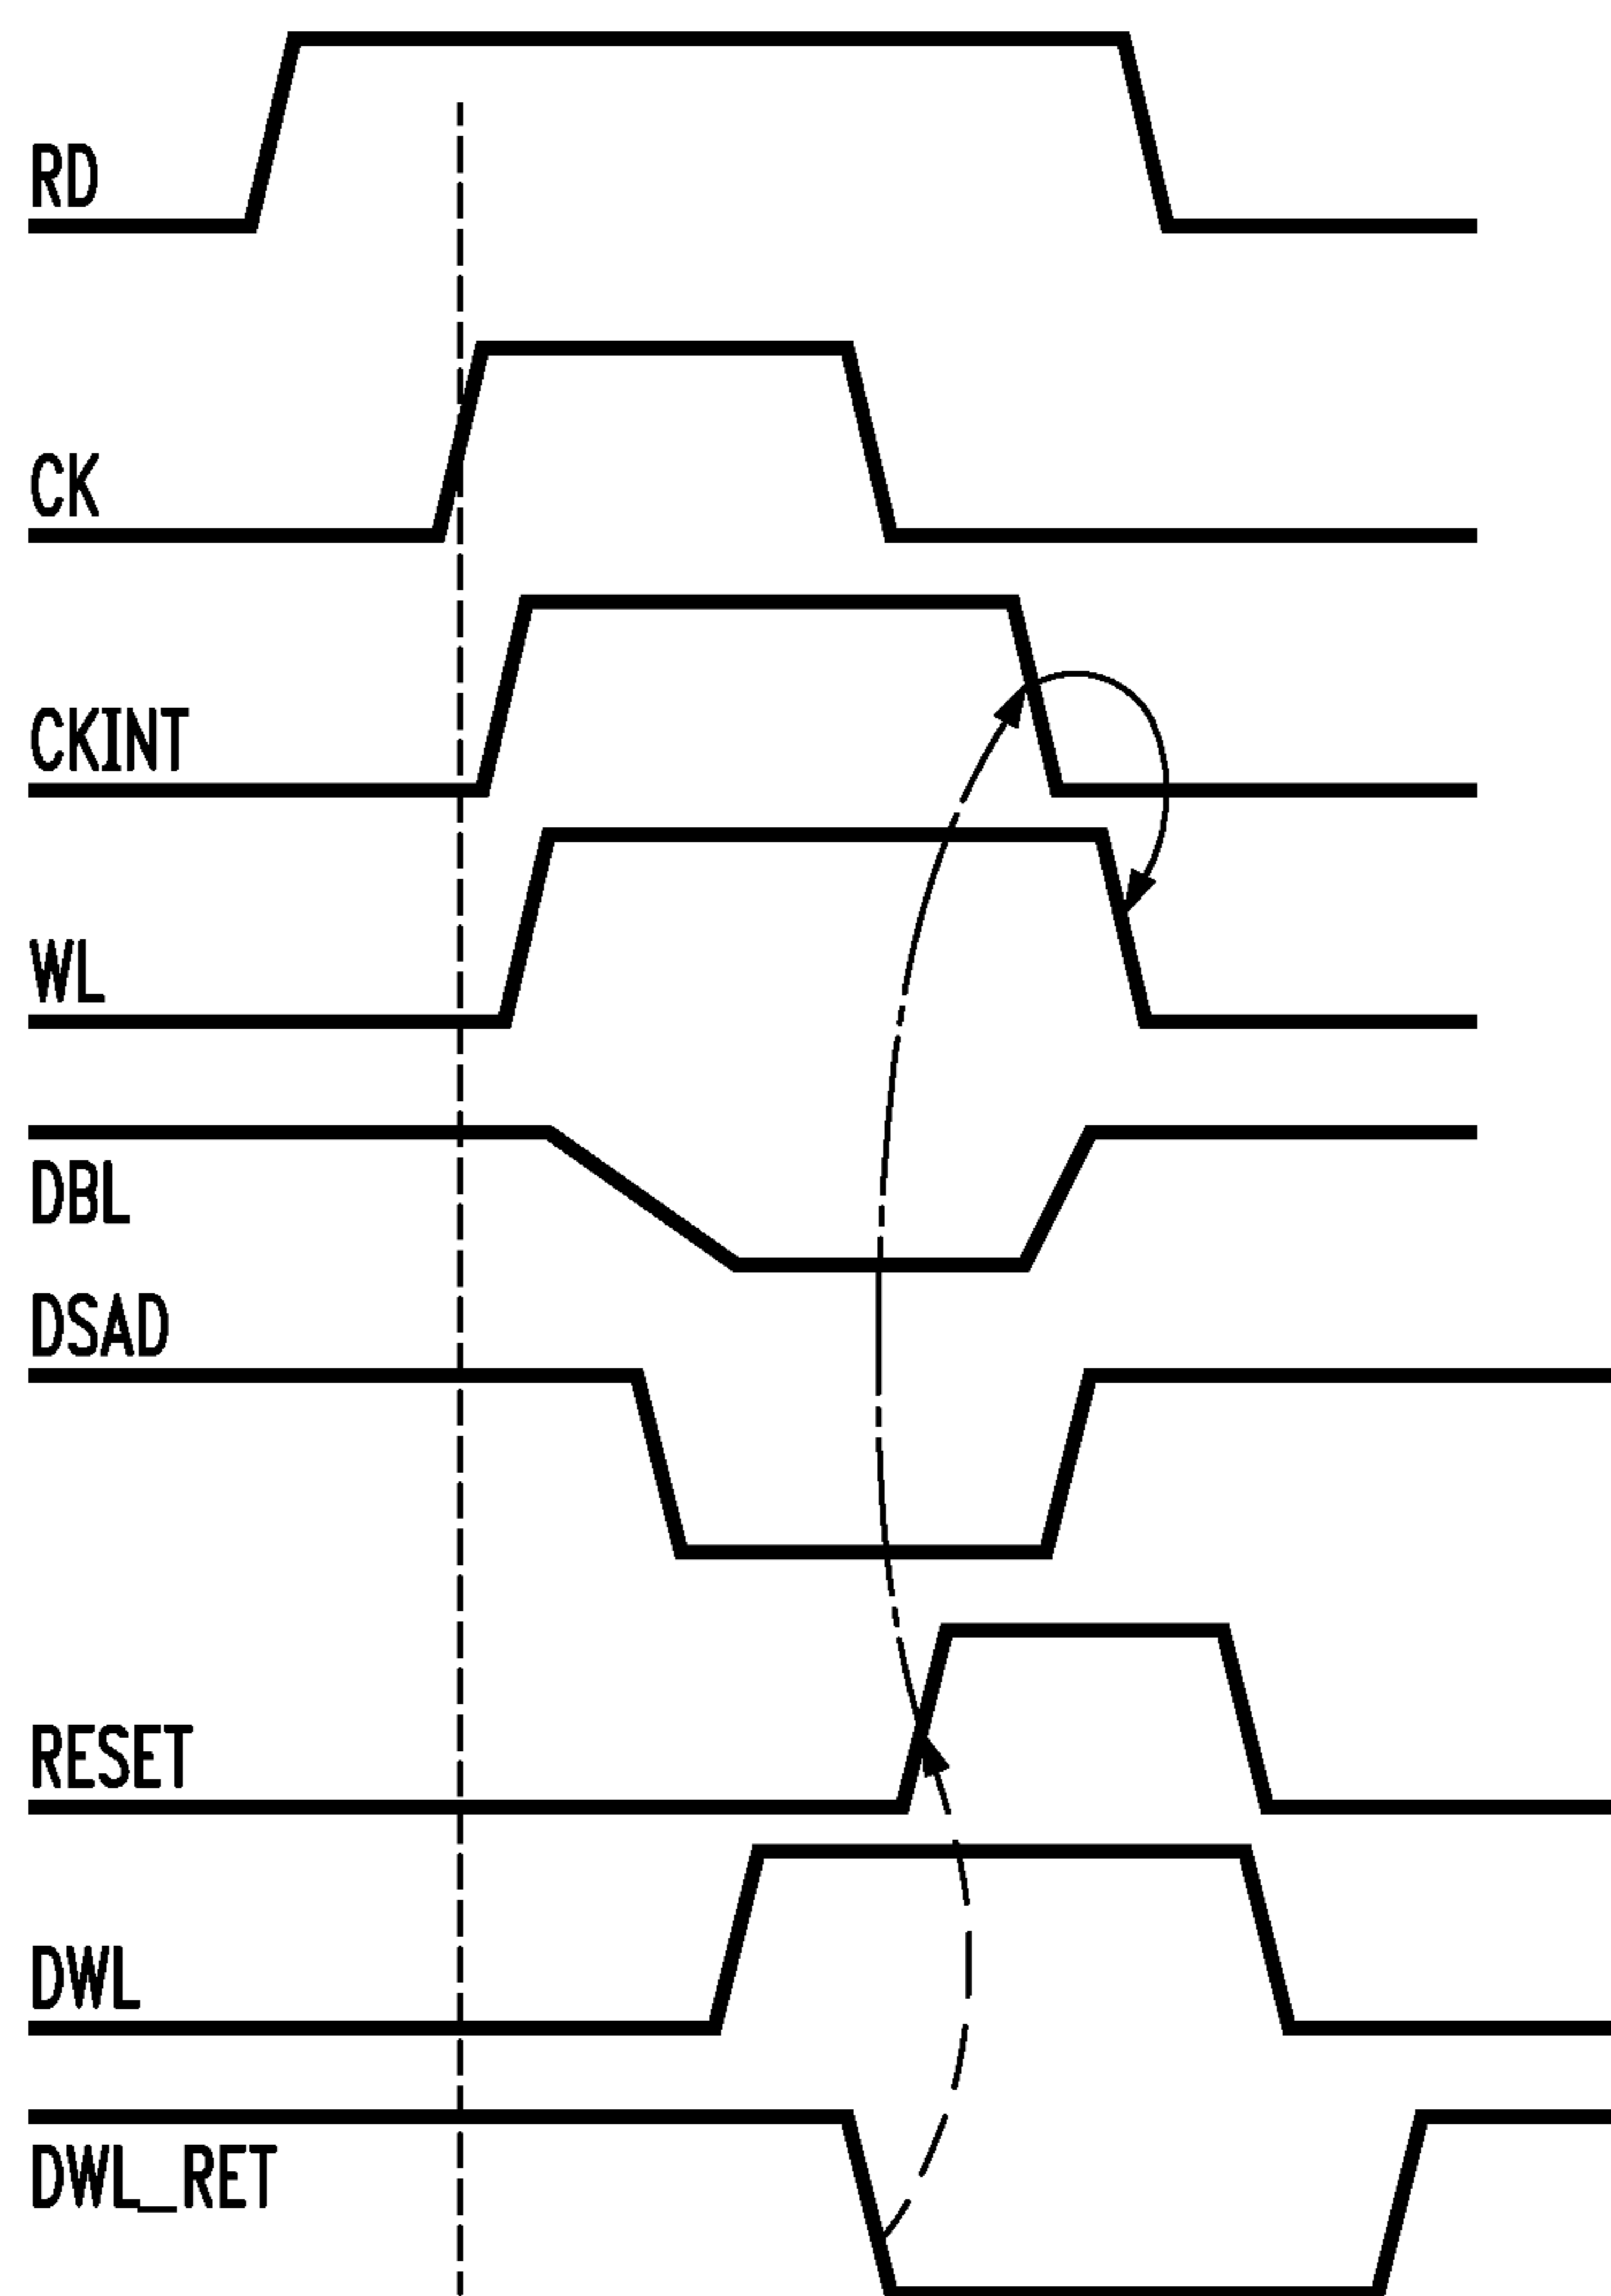 RD
CK
CKINT
WL
DBL
DSAD
RESET
DWL
DWL_RET